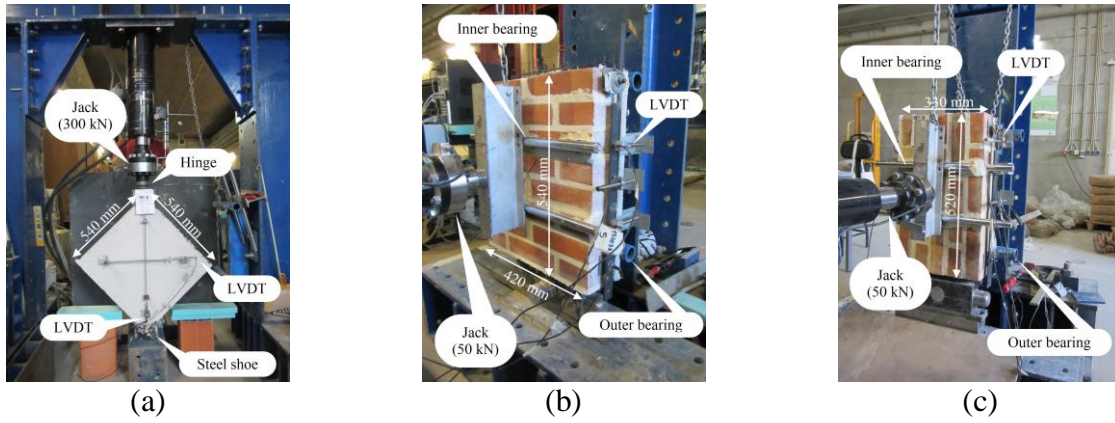 Jack
(300 kN)
Hinge
540 mm
540 mm
LVDT
LVDT
Steel shoe
(a)
Inner bearing
LVDT
540 mm
420 mm
Jack
(50 kN)
Outer bearing
(b)
LVDT
Inner bearing
330 mm
520 mm
Jack
(50 kN)
Outer bearing
(c)